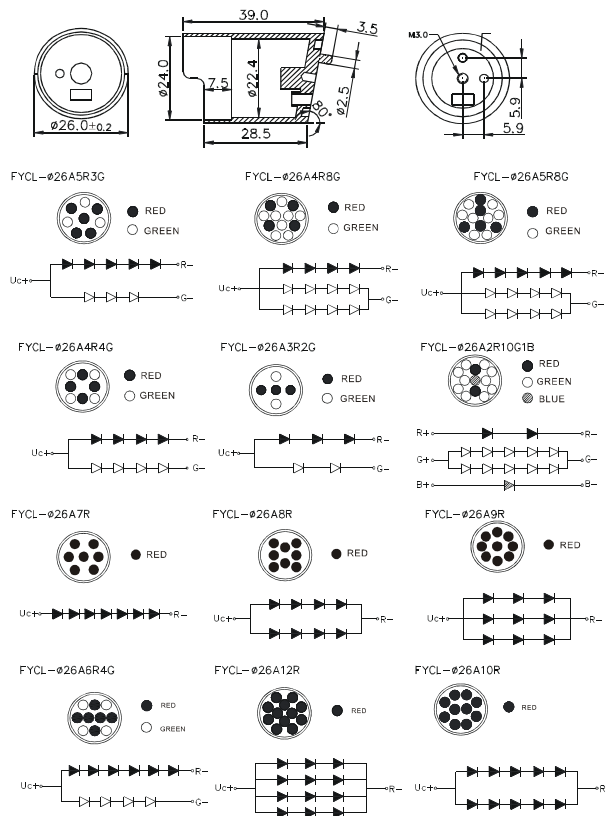 39.0
3.5
M3.0
ø24.0
7.5
ø22.4
ø2.5
80°
28.5
ø26.0±0.2
5.9
5.9
FYCL-ø26A5R3G
RED
GREEN
Uc+
R-
G-
FYCL-ø26A4R8G
RED
GREEN
Uc+
R-
G-
FYCL-ø26A5R8G
RED
GREEN
Uc+
R-
G-
FYCL-ø26A4R4G
RED
GREEN
Uc+
R-
G-
FYCL-ø26A3R2G
RED
GREEN
Uc+
R-
G-
FYCL-ø26A2R10G1B
RED
GREEN
BLUE
R+
R-
G+
G-
B+
B-
FYCL-ø26A7R
RED
Uc+
R-
FYCL-ø26A8R
RED
Uc+
R-
FYCL-ø26A9R
RED
Uc+
R-
FYCL-ø26A6R4G
RED
GREEN
Uc+
R-
G-
FYCL-ø26A12R
RED
Uc+
R-
FYCL-ø26A10R
RED
Uc+
R